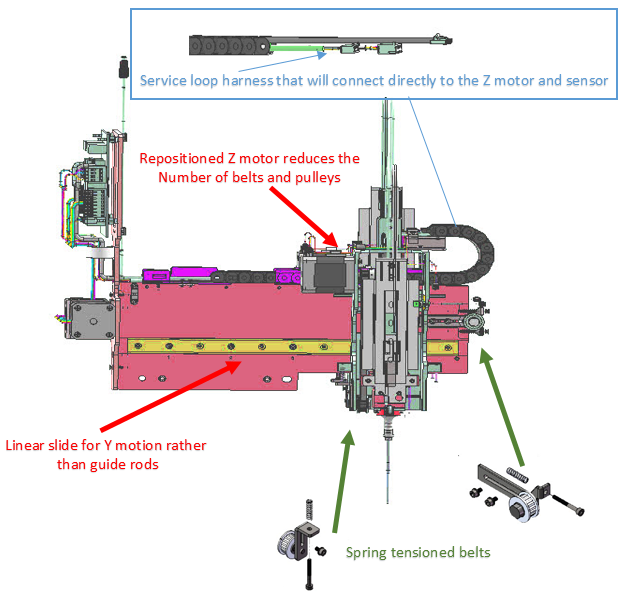 Service loop harness that will connect directly to the Z motor and sensor
Repositioned Z motor reduces the
Number of belts and pulleys
Linear slide for Y motion rather
than guide rods
Spring tensioned belts